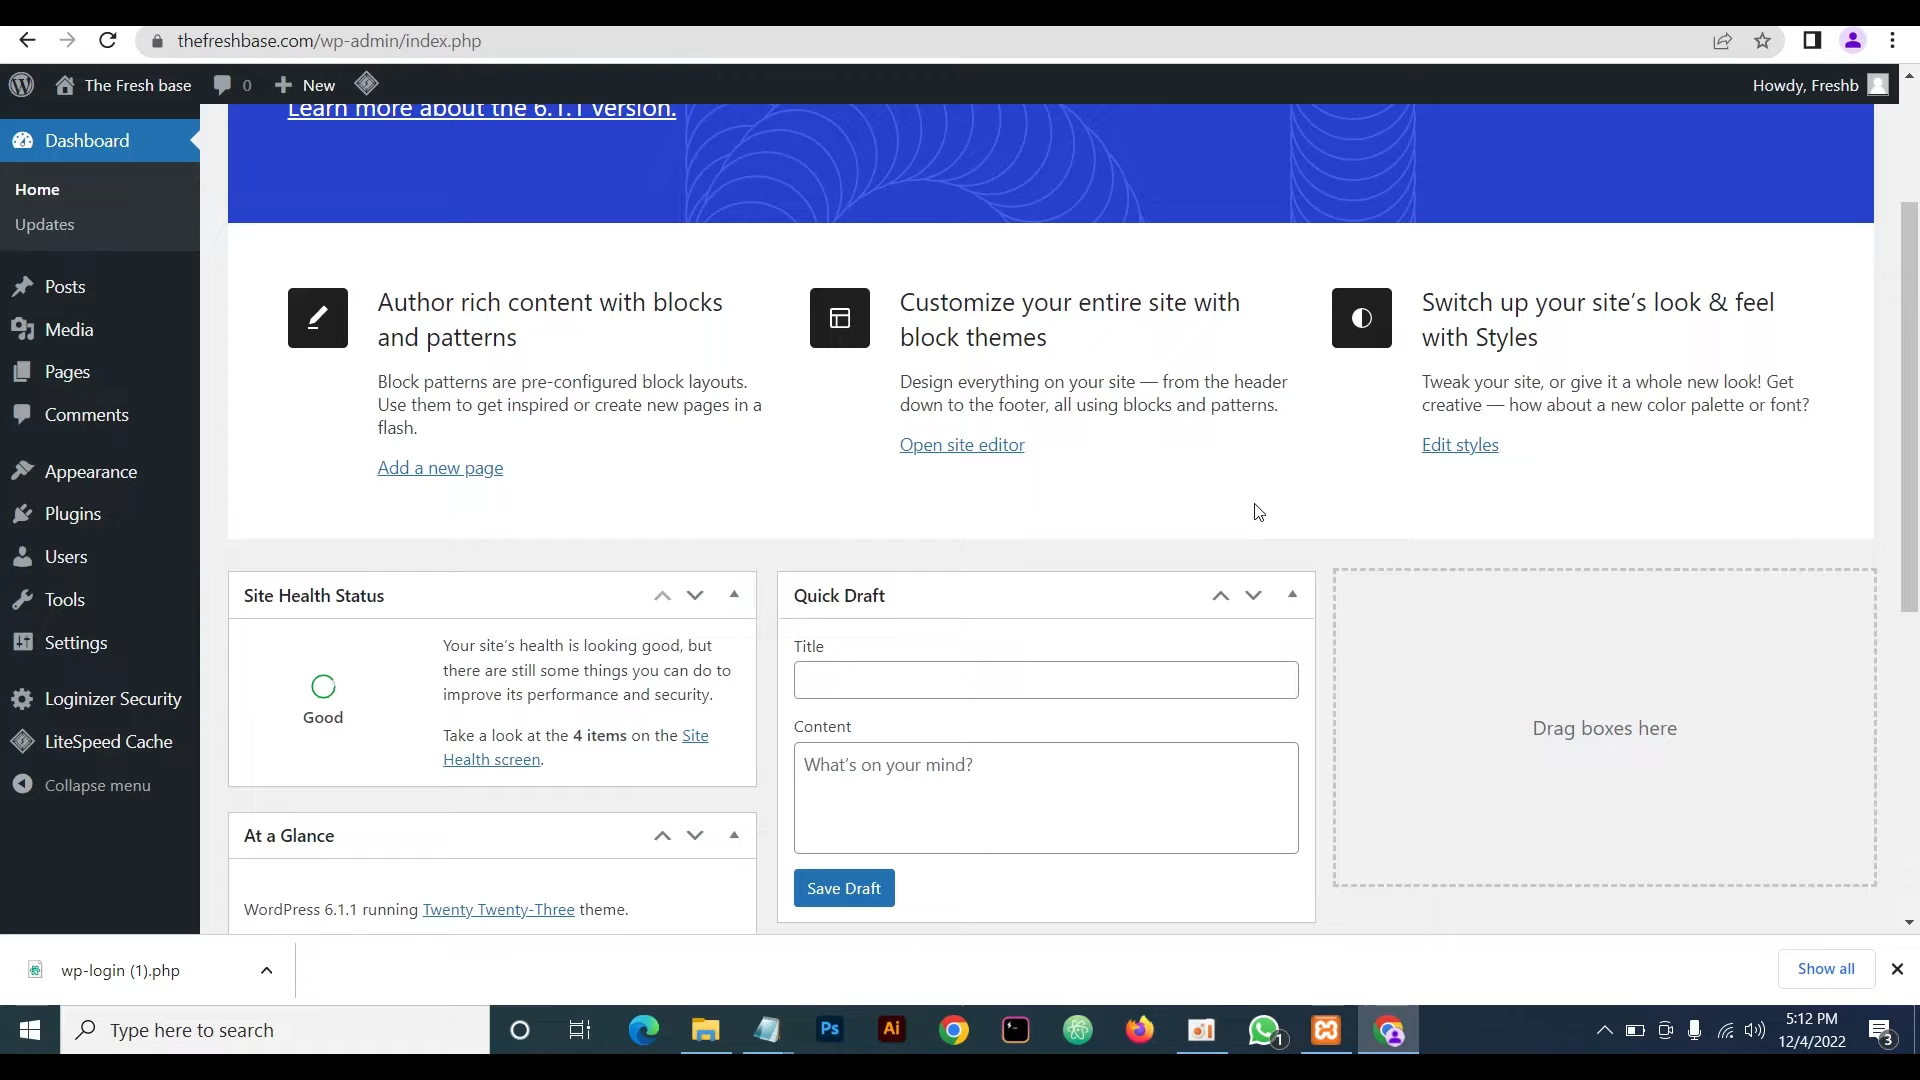 thefreshbase.com/wp-admin/index.php
The Fresh base
0
New
Howdy, Freshb
Learn more about the 6.1.1 version.
Dashboard
Home
Updates
Posts
Media
Pages
Comments
Appearance
Plugins
Users
Tools
Settings
Loginizer Security
LiteSpeed Cache
Collapse menu
Author rich content with blocks
and patterns
Block patterns are pre-configured block layouts.
Use them to get inspired or create new pages in a
flash.
Add a new page
Customize your entire site with
block themes
Design everything on your site — from the header
down to the footer, all using blocks and patterns.
Open site editor
Switch up your site’s look & feel
with Styles
Tweak your site, or give it a whole new look! Get
creative — how about a new color palette or font?
Edit styles
Site Health Status
Good
Your site’s health is looking good, but
there are still some things you can do to
improve its performance and security.
Take a look at the 4 items on the Site
Health screen.
At a Glance
WordPress 6.1.1 running Twenty Twenty-Three theme.
Quick Draft
Title
Content
What’s on your mind?
Save Draft
Drag boxes here
wp-login (1).php
Show all
Type here to search
Ps
Ai
1
5:12 PM
12/4/2022
3